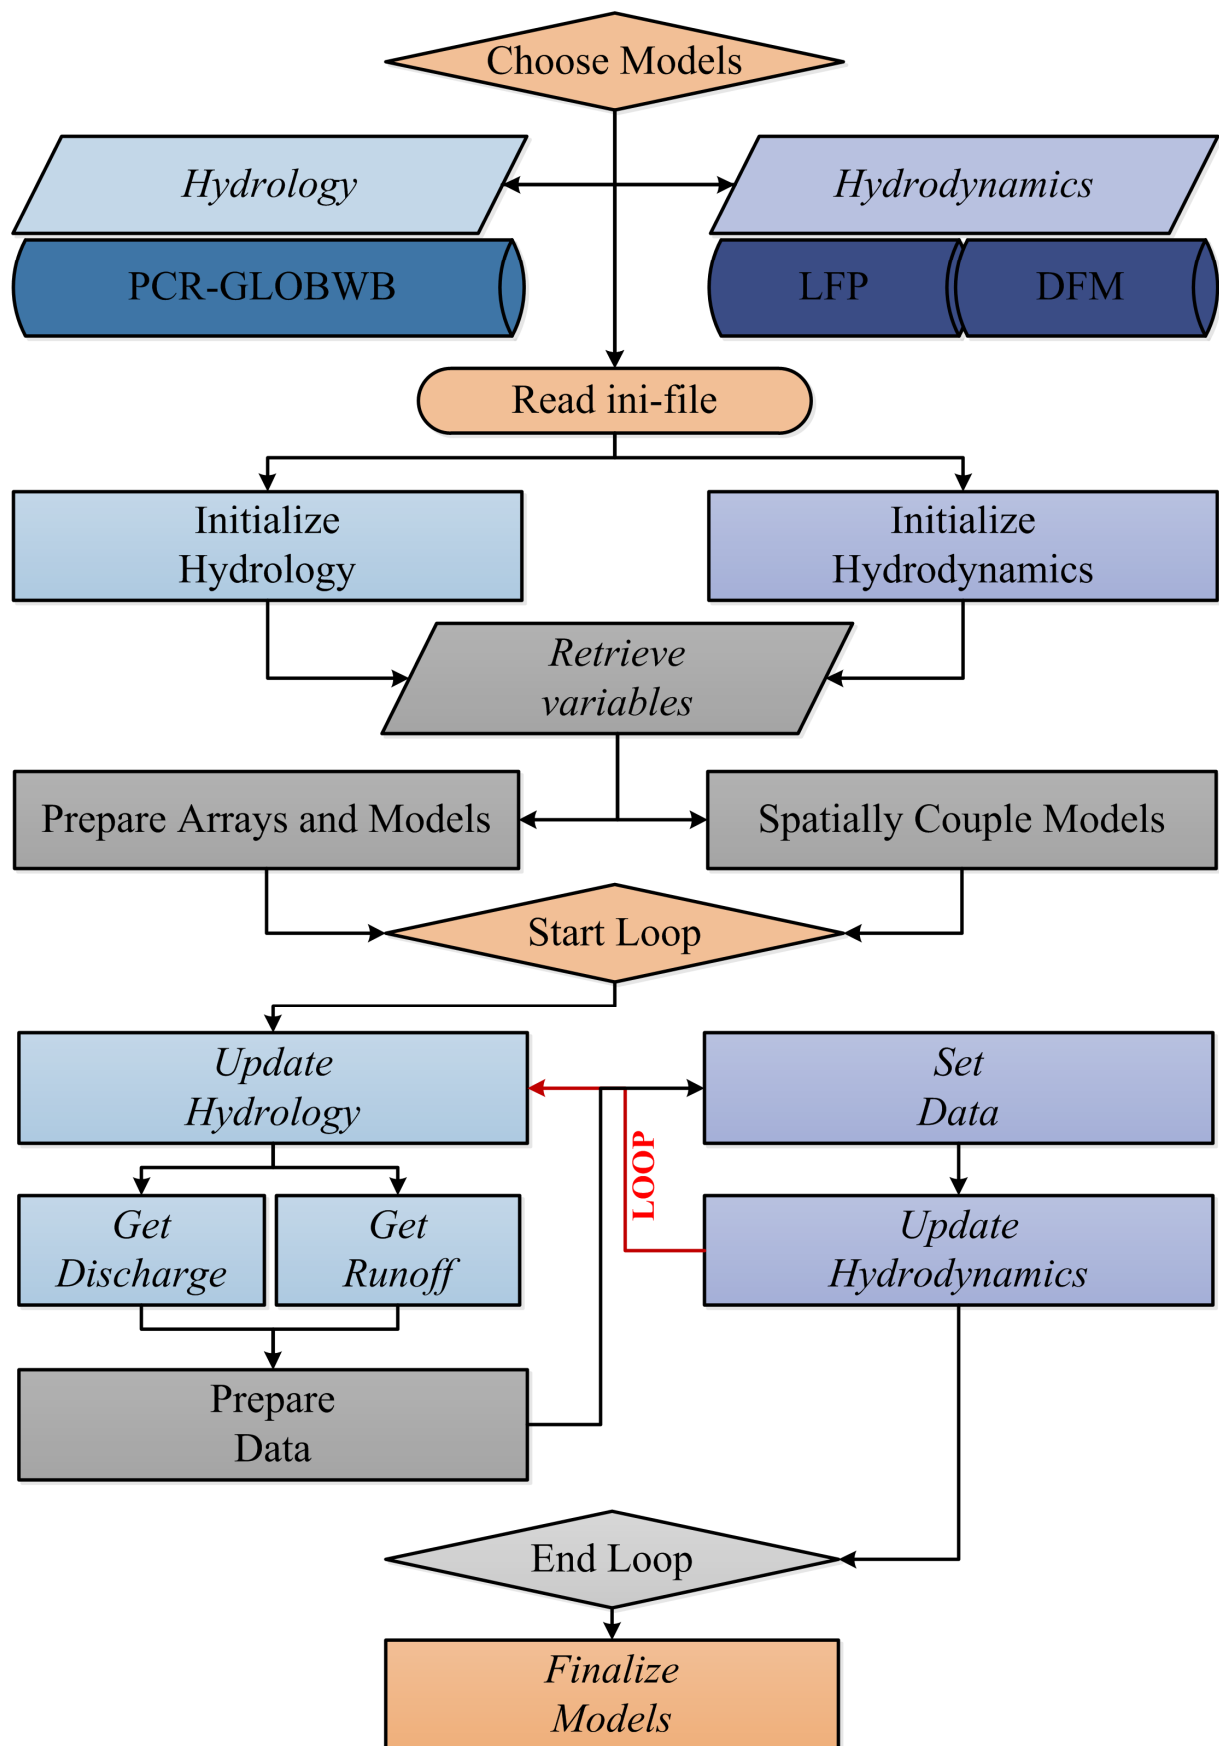 Choose Models
Hydrology
Hydrodynamics
PCR-GLOBWB
LFP
DFM
Read ini-file
Initialize
Hydrology
Initialize
Hydrodynamics
Retrieve
variables
Prepare Arrays and Models
Spatially Couple Models
Start Loop
Update
Hydrology
Set
Data
LOOP
Get
Discharge
Get
Runoff
Update
Hydrodynamics
Prepare
Data
End Loop
Finalize
Models